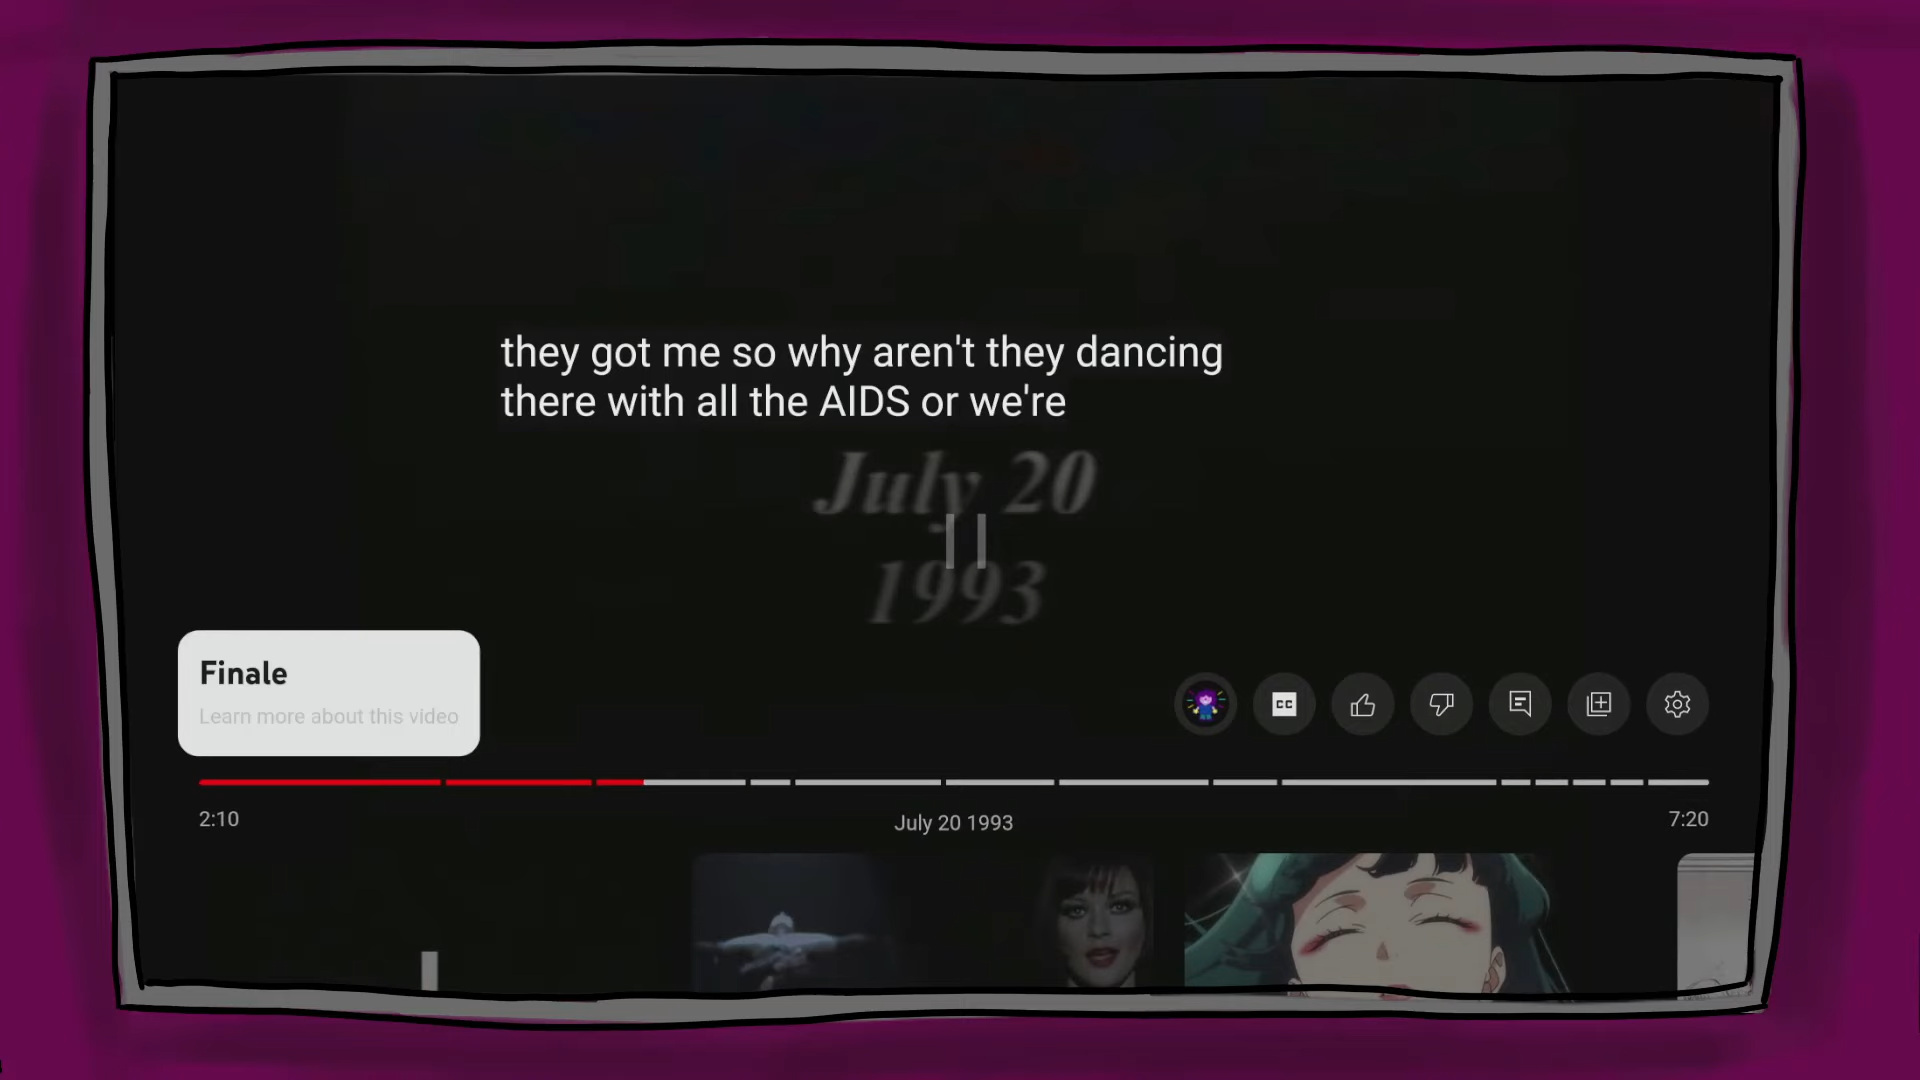 they got me so why aren't they dancing
there with all the AIDS or we're
July 20
1993
Finale
Learn more about this video
CC
2:10
July 20 1993
7:20